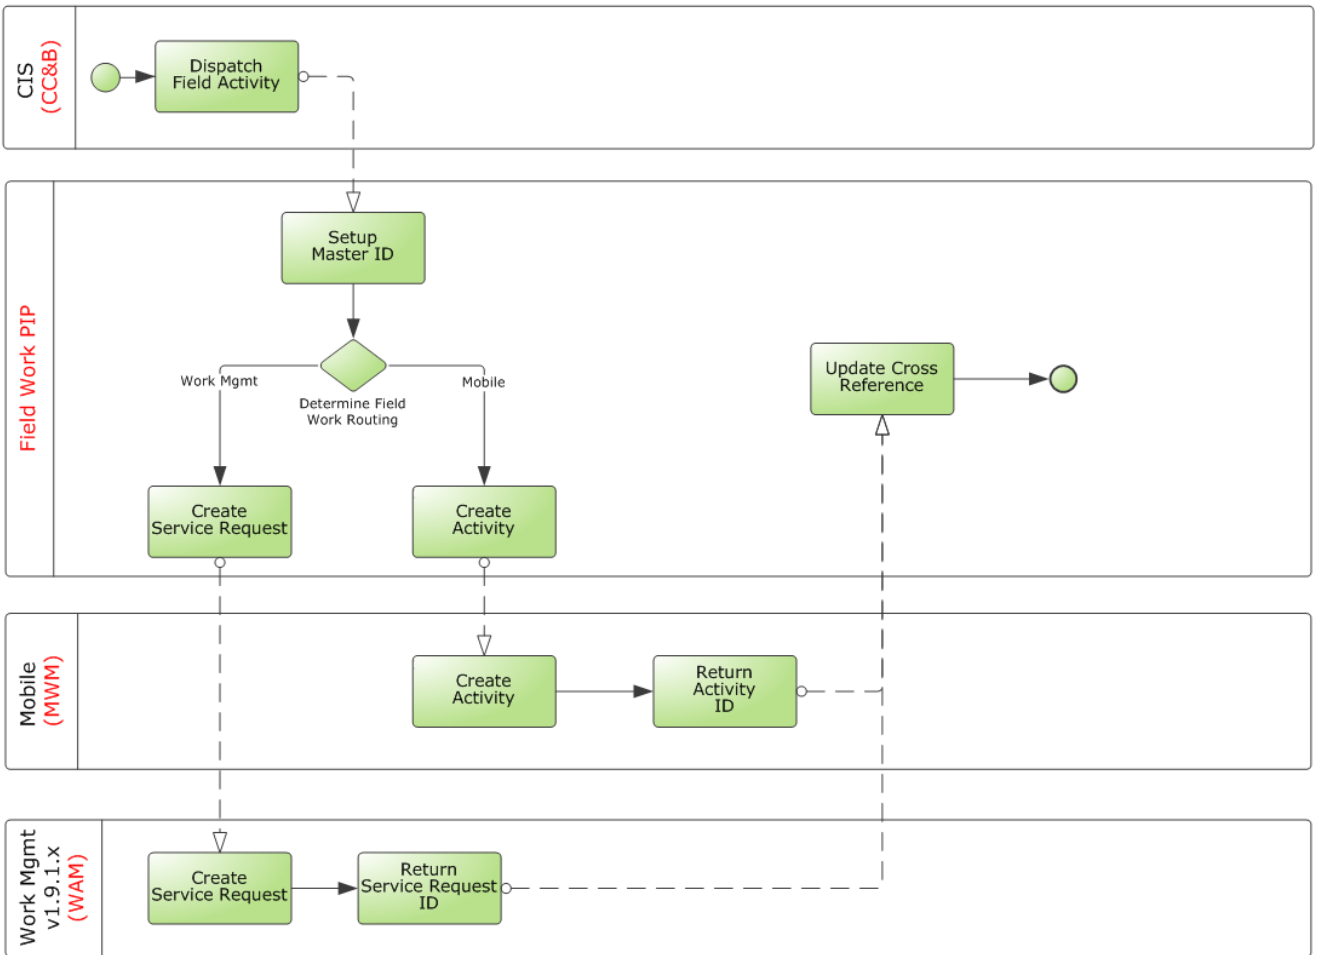 CIS
(CC&B)
Dispatch
Field Activity
Field Work PIP
Setup
Master ID
Work Mgmt
Mobile
Determine Field
Work Routing
Update Cross
Reference
Create
Service Request
Create
Activity
Mobile
(MWM)
Create
Activity
Return
Activity
ID
Work Mgmt
v1.9.1.x
(WAM)
Create
Service Request
Return
Service Request
ID